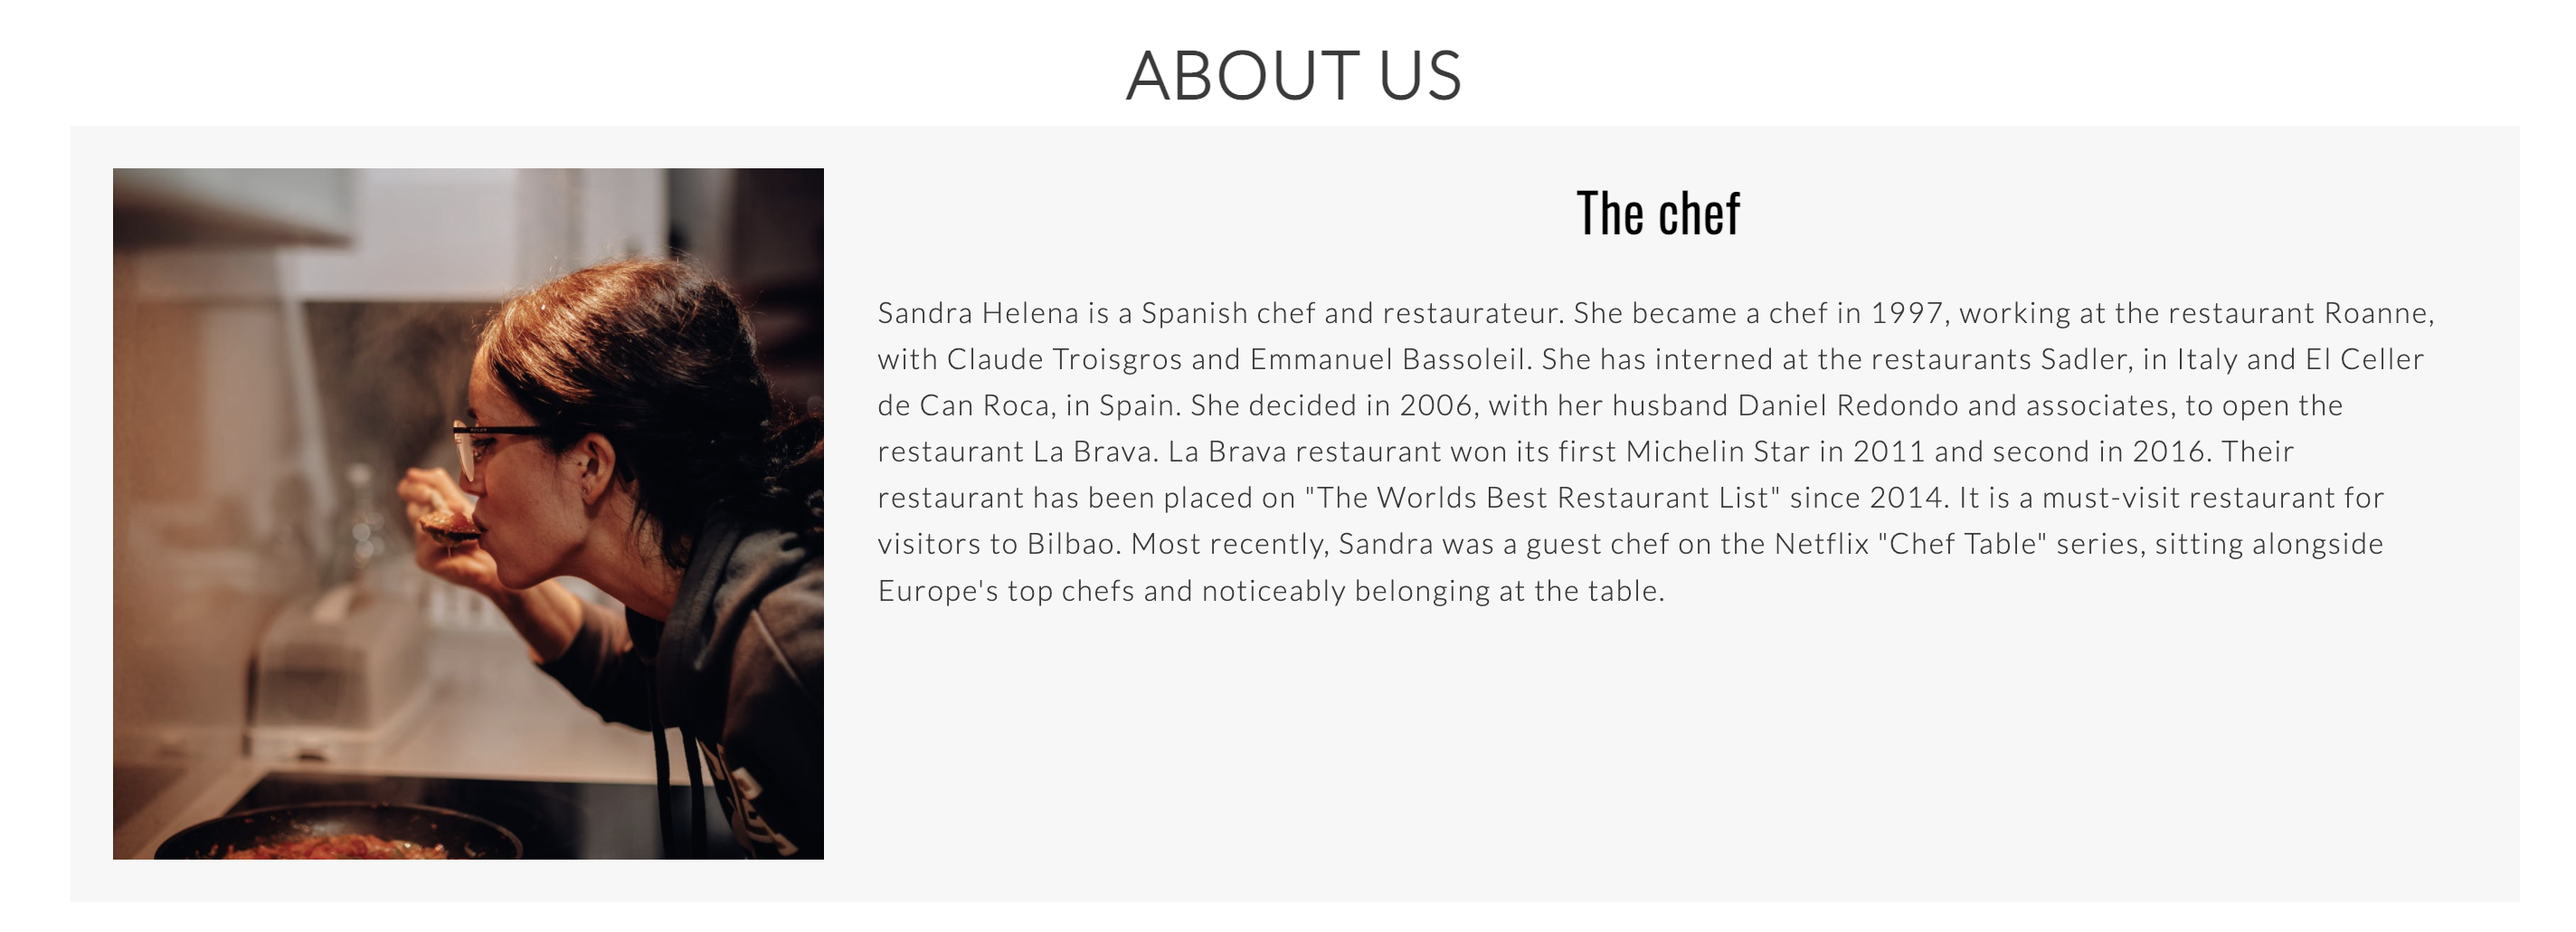 ABOUT US
The chef
Sandra Helena is a Spanish chef and restaurateur. She became a chef in 1997, working at the restaurant Roanne,
with Claude Troisgros and Emmanuel Bassoleil. She has interned at the restaurants Sadler, in Italy and El Celler
de Can Roca, in Spain. She decided in 2006, with her husband Daniel Redondo and associates, to open the
restaurant La Brava. La Brava restaurant won its first Michelin Star in 2011 and second in 2016. Their
restaurant has been placed on "The Worlds Best Restaurant List" since 2014. It is a must-visit restaurant for
visitors to Bilbao. Most recently, Sandra was a guest chef on the Netflix "Chef Table" series, sitting alongside
Europe's top chefs and noticeably belonging at the table.